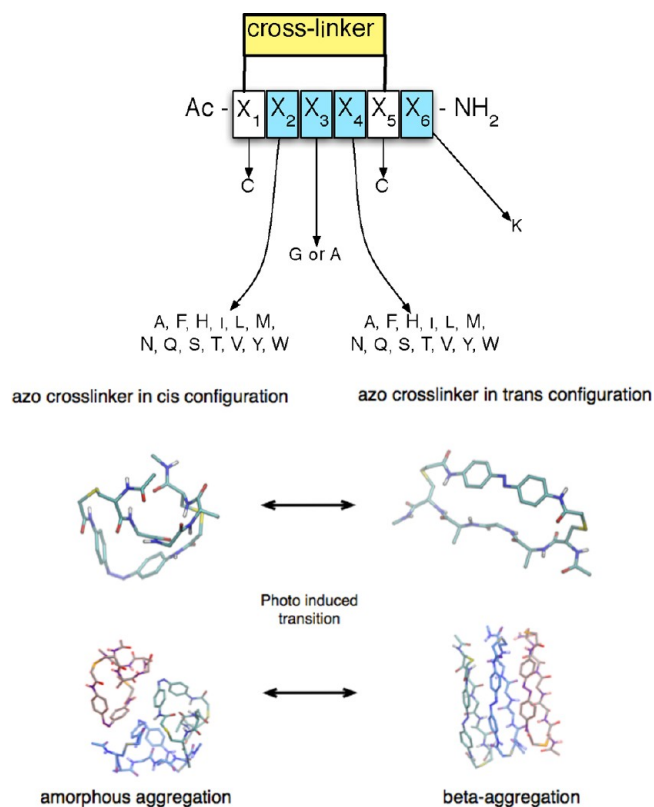 cross-linker
Ac - X1 X2 X3 X4 X5 X6 - NH2
C
C
K
G or A
A, F, H, I, L, M,
N, Q, S, T, V, Y, W
A, F, H, I, L, M,
N, Q, S, T, V, Y, W
azo crosslinker in cis configuration
azo crosslinker in trans configuration
Photo induced
transition
amorphous aggregation
beta-aggregation